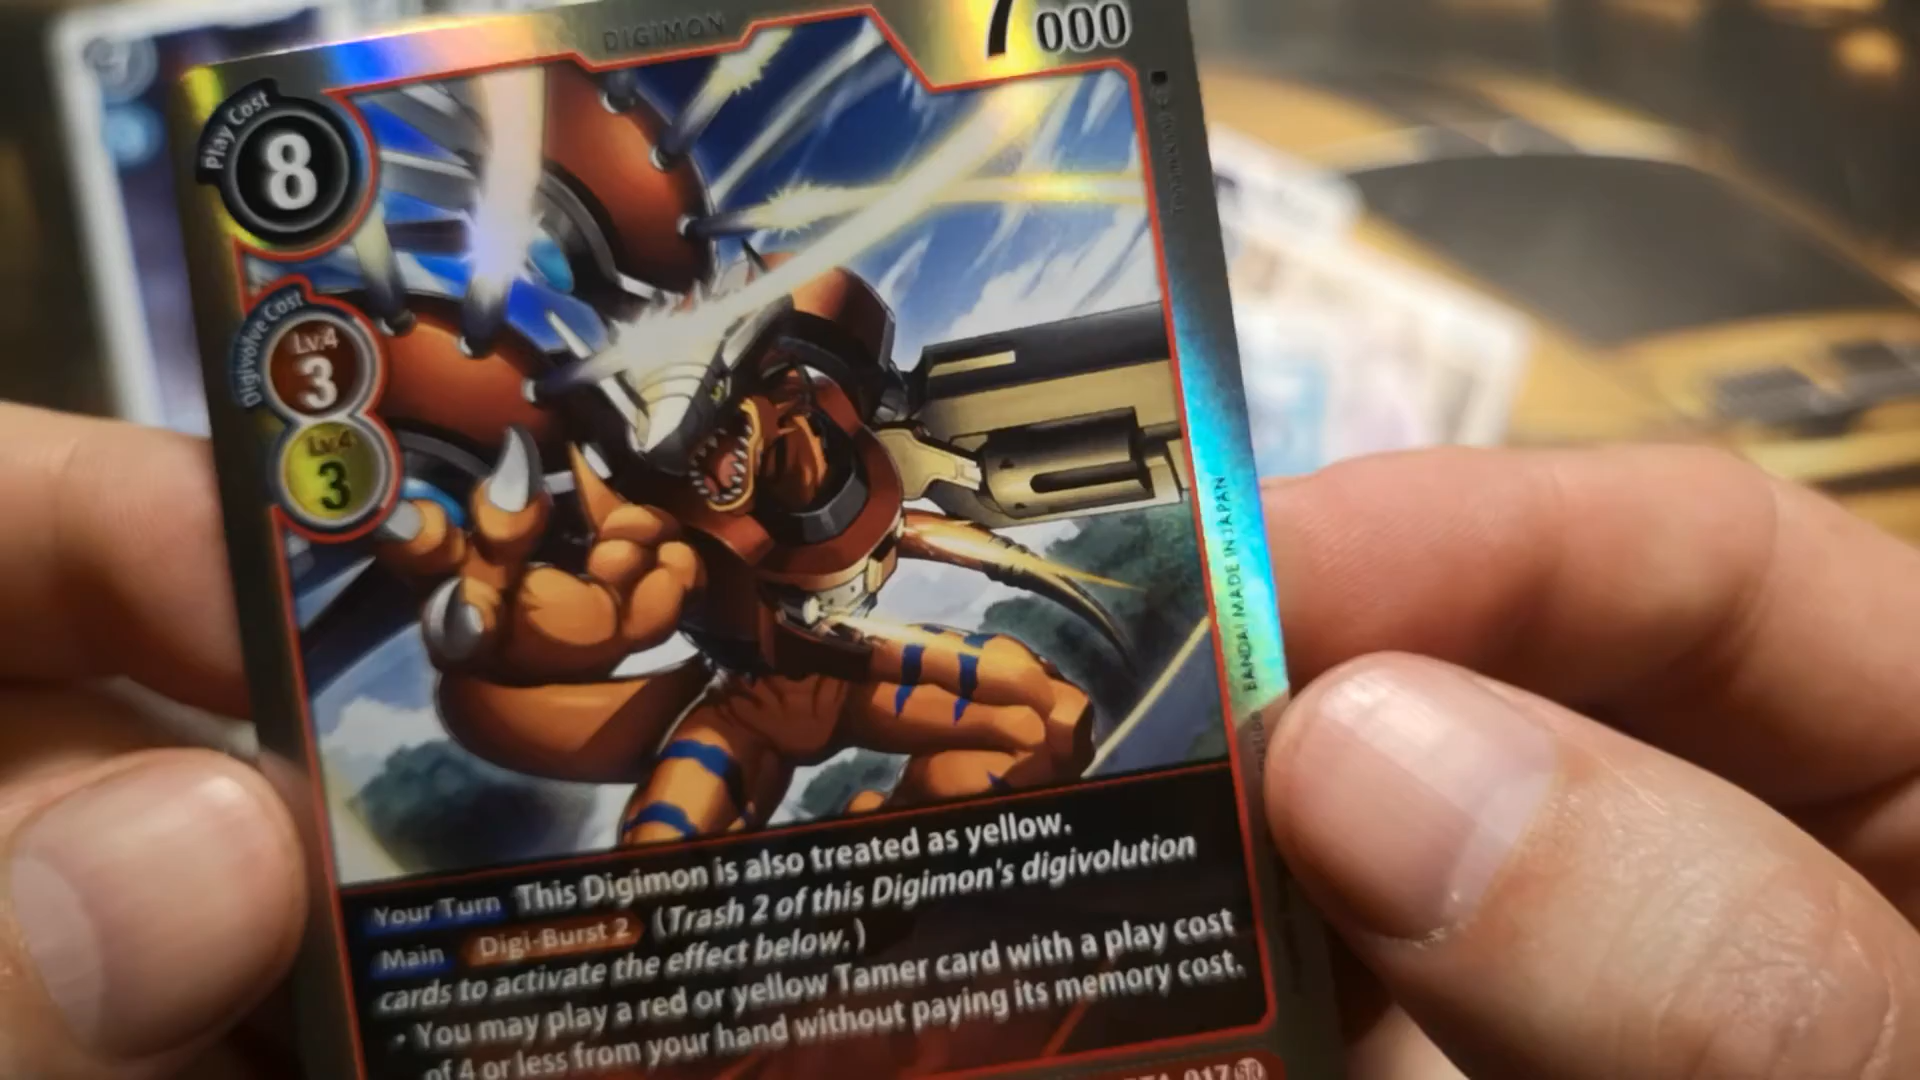 DIGIMON
7000
Play Cost
8
Digivolve Cost
Lv.4
3
Lv.4
3
BANDAI MADE IN JAPAN
Your Turn This Digimon is also treated as yellow.
Main Digi-Burst 2 (Trash 2 of this Digimon's digivolution
cards to activate the effect below.)
・You may play a red or yellow Tamer card with a play cost
of 4 or less from your hand without paying its memory cost.
-017 SR